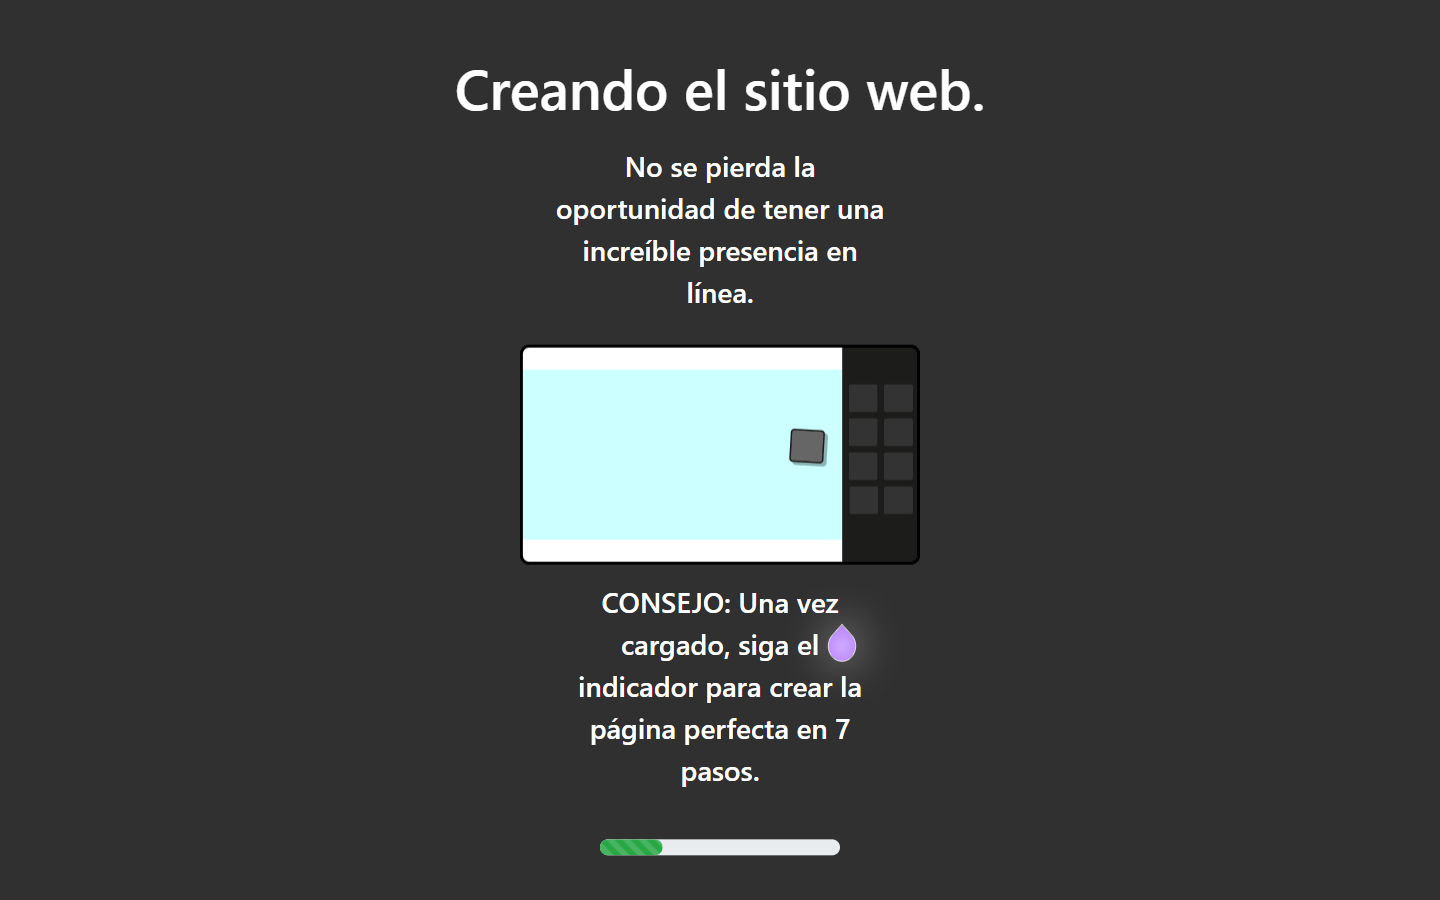 Creando el sitio web.
No se pierda la
oportunidad de tener una
increíble presencia en
línea.
CONSEJO: Una vez
cargado, siga el
indicador para crear la
página perfecta en 7
pasos.